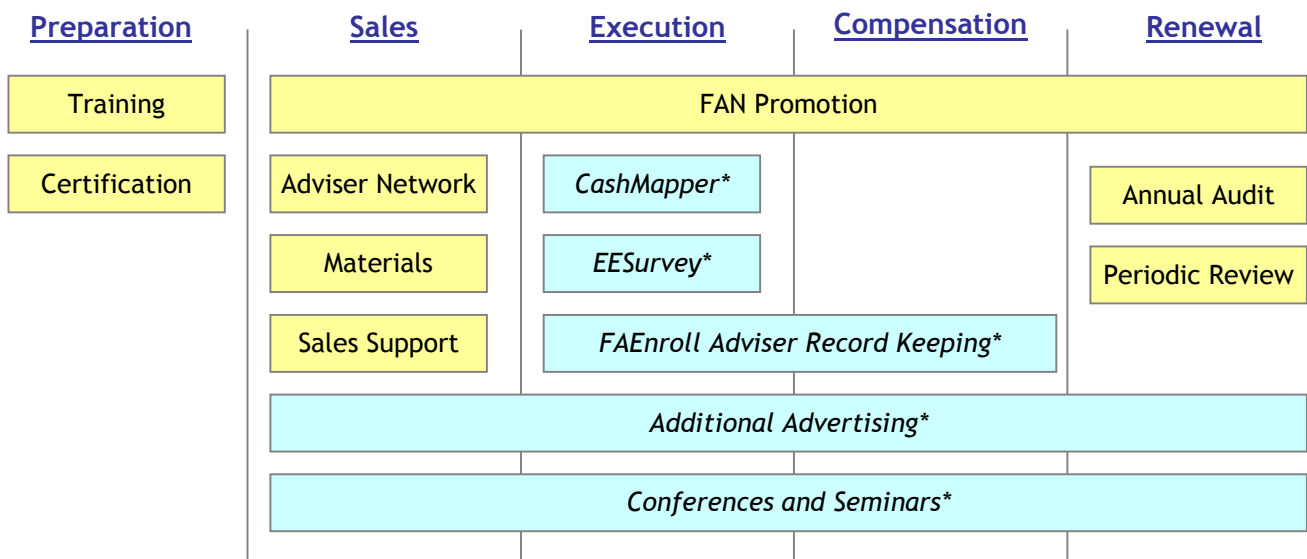 Preparation
Sales
Execution
Compensation
Renewal
Training
FAN Promotion
Certification
Adviser Network
CashMapper*
Annual Audit
Materials
EESurvey*
Periodic Review
Sales Support
FAEnroll Adviser Record Keeping*
Additional Advertising*
Conferences and Seminars*